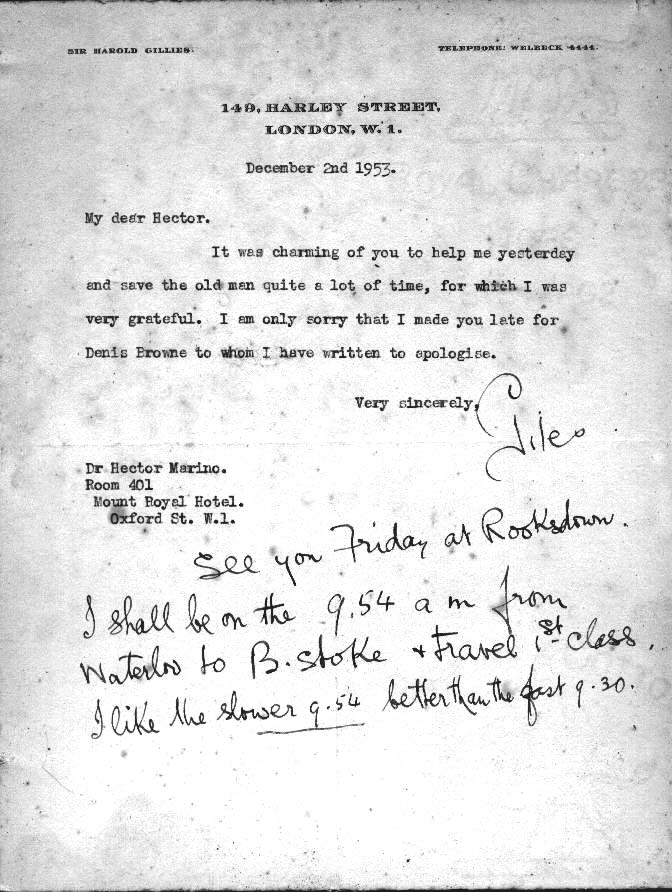 SIR HAROLD GILLIES. TELEPHONE: WELBECK 4444.
149, HARLEY STREET,
LONDON, W.1.
December 2nd 1953.
My dear Hector.
It was charming of you to help me yesterday
and save the old man quite a lot of time, for which I was
very grateful. I am only sorry that I made you late for
Denis Browne to whom I have written to apologise.
Very sincerely,
Giles
Dr Hector Marino.
Room 401
Mount Royal Hotel.
Oxford St. W.1.
See you Friday at Rooksdown.
I shall be on the 9.54 a m from
Waterloo to B.stoke + travel 1st class.
I like the slower 9.54 better than the fast 9.30.